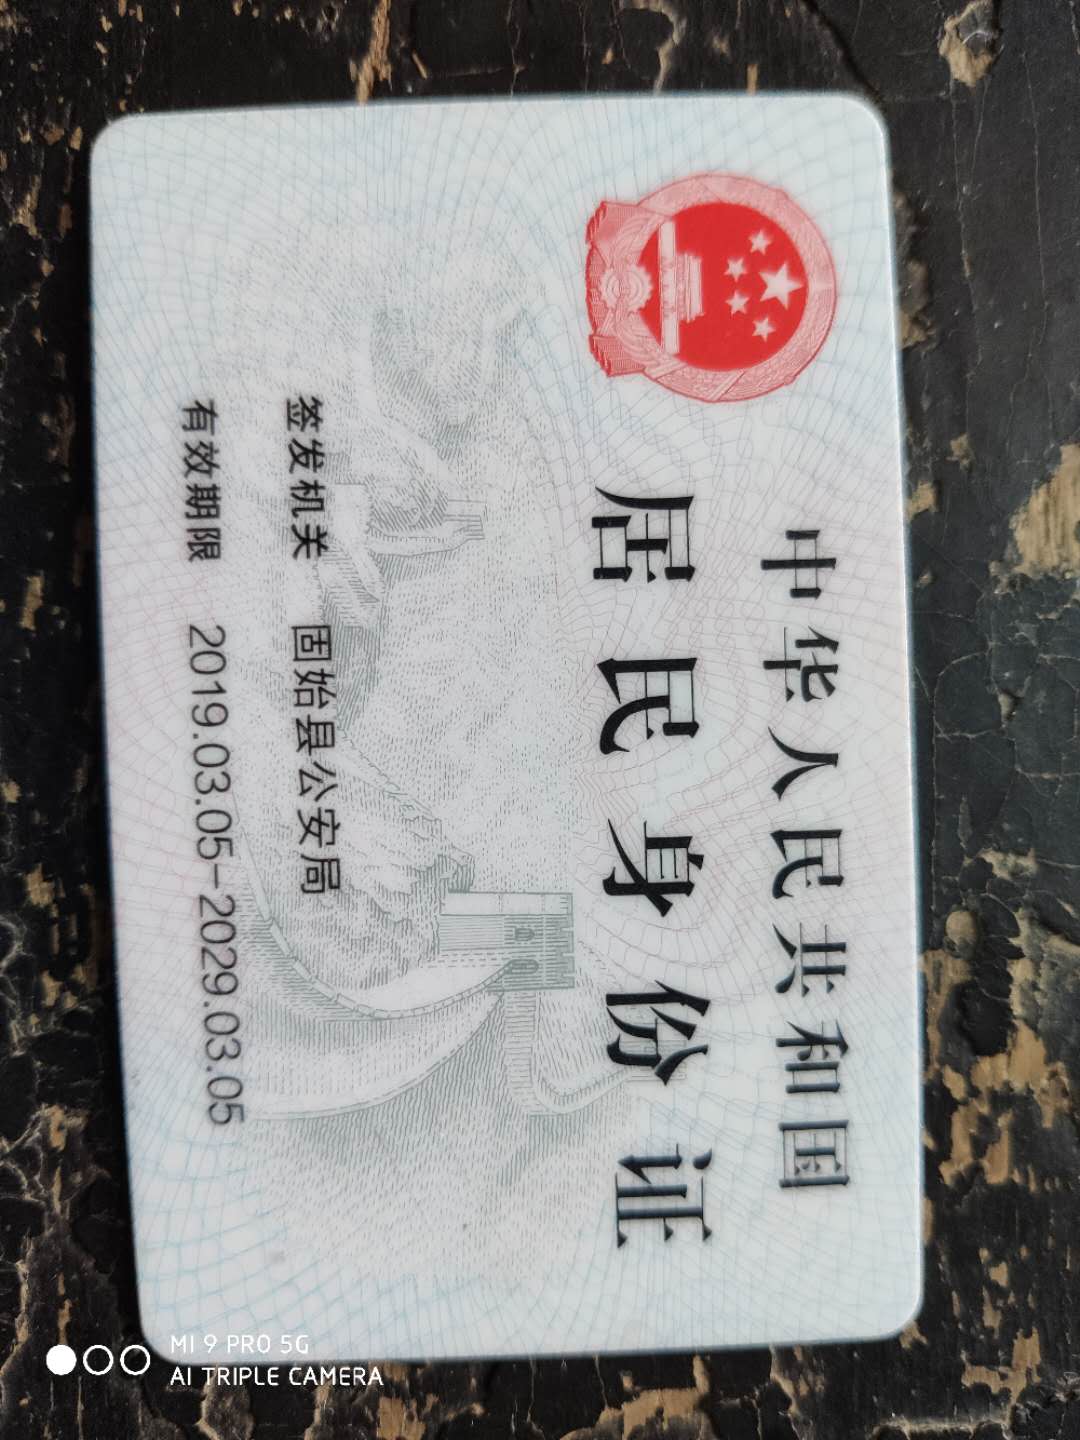 中华人民共和国
居民身份证
签发机关 固始县公安局
有效期限 2019.03.05-2029.03.05
MI 9 PRO 5G
AI TRIPLE CAMERA